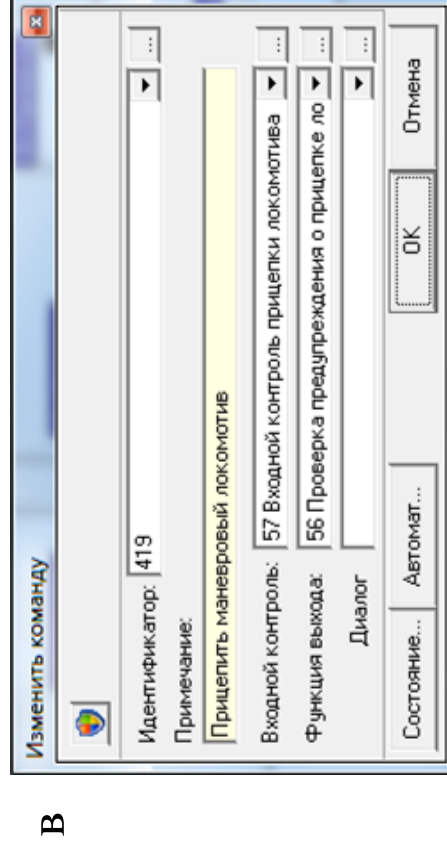 в
Изменить команду
Идентификатор: 419 ...
Примечание:
Прицепить маневровый локомотив
Входной контроль: 57 Входной контроль прицепки локомотива ...
Функция выхода: 56 Проверка предупреждения о прицепке ло ...
Диалог ...
Состояние... Автомат... OK Отмена